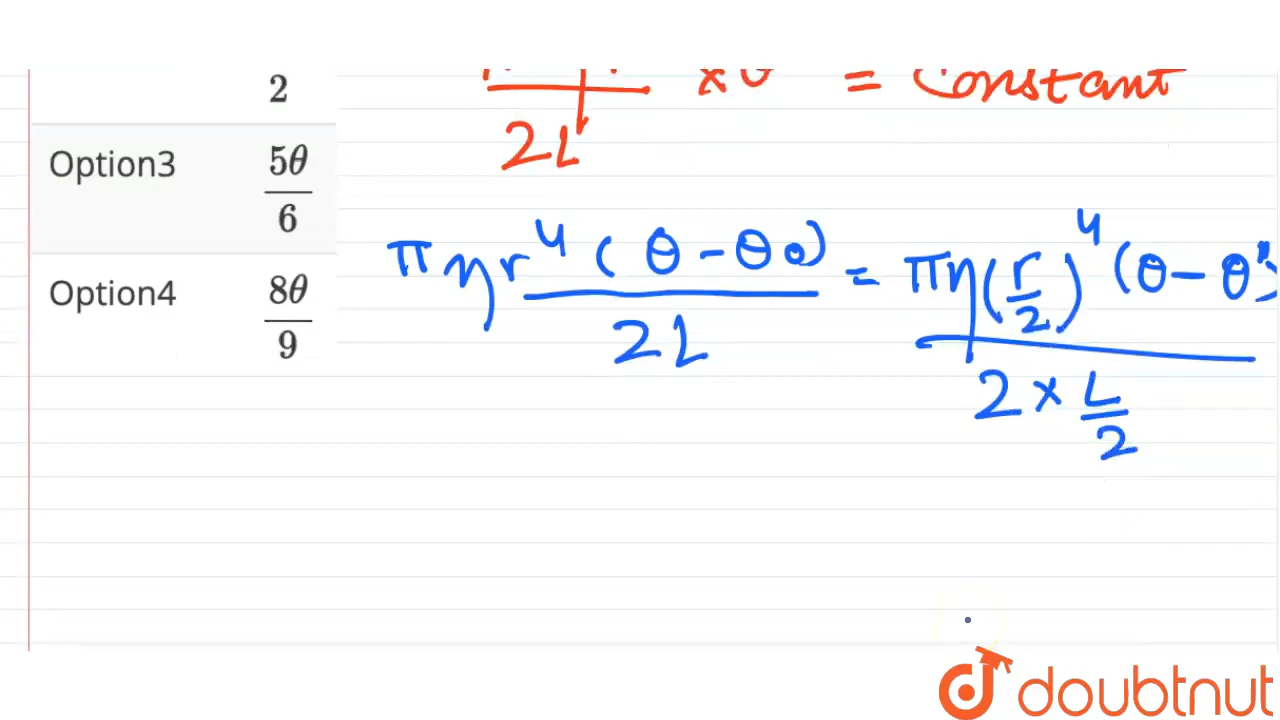 2
× θ = Constant
2L
Option3 5θ/6
πηr⁴(θ-θ0)/2L = πη(r/2)⁴(θ-θ')/2×L/2
Option4 8θ/9
doubtnut